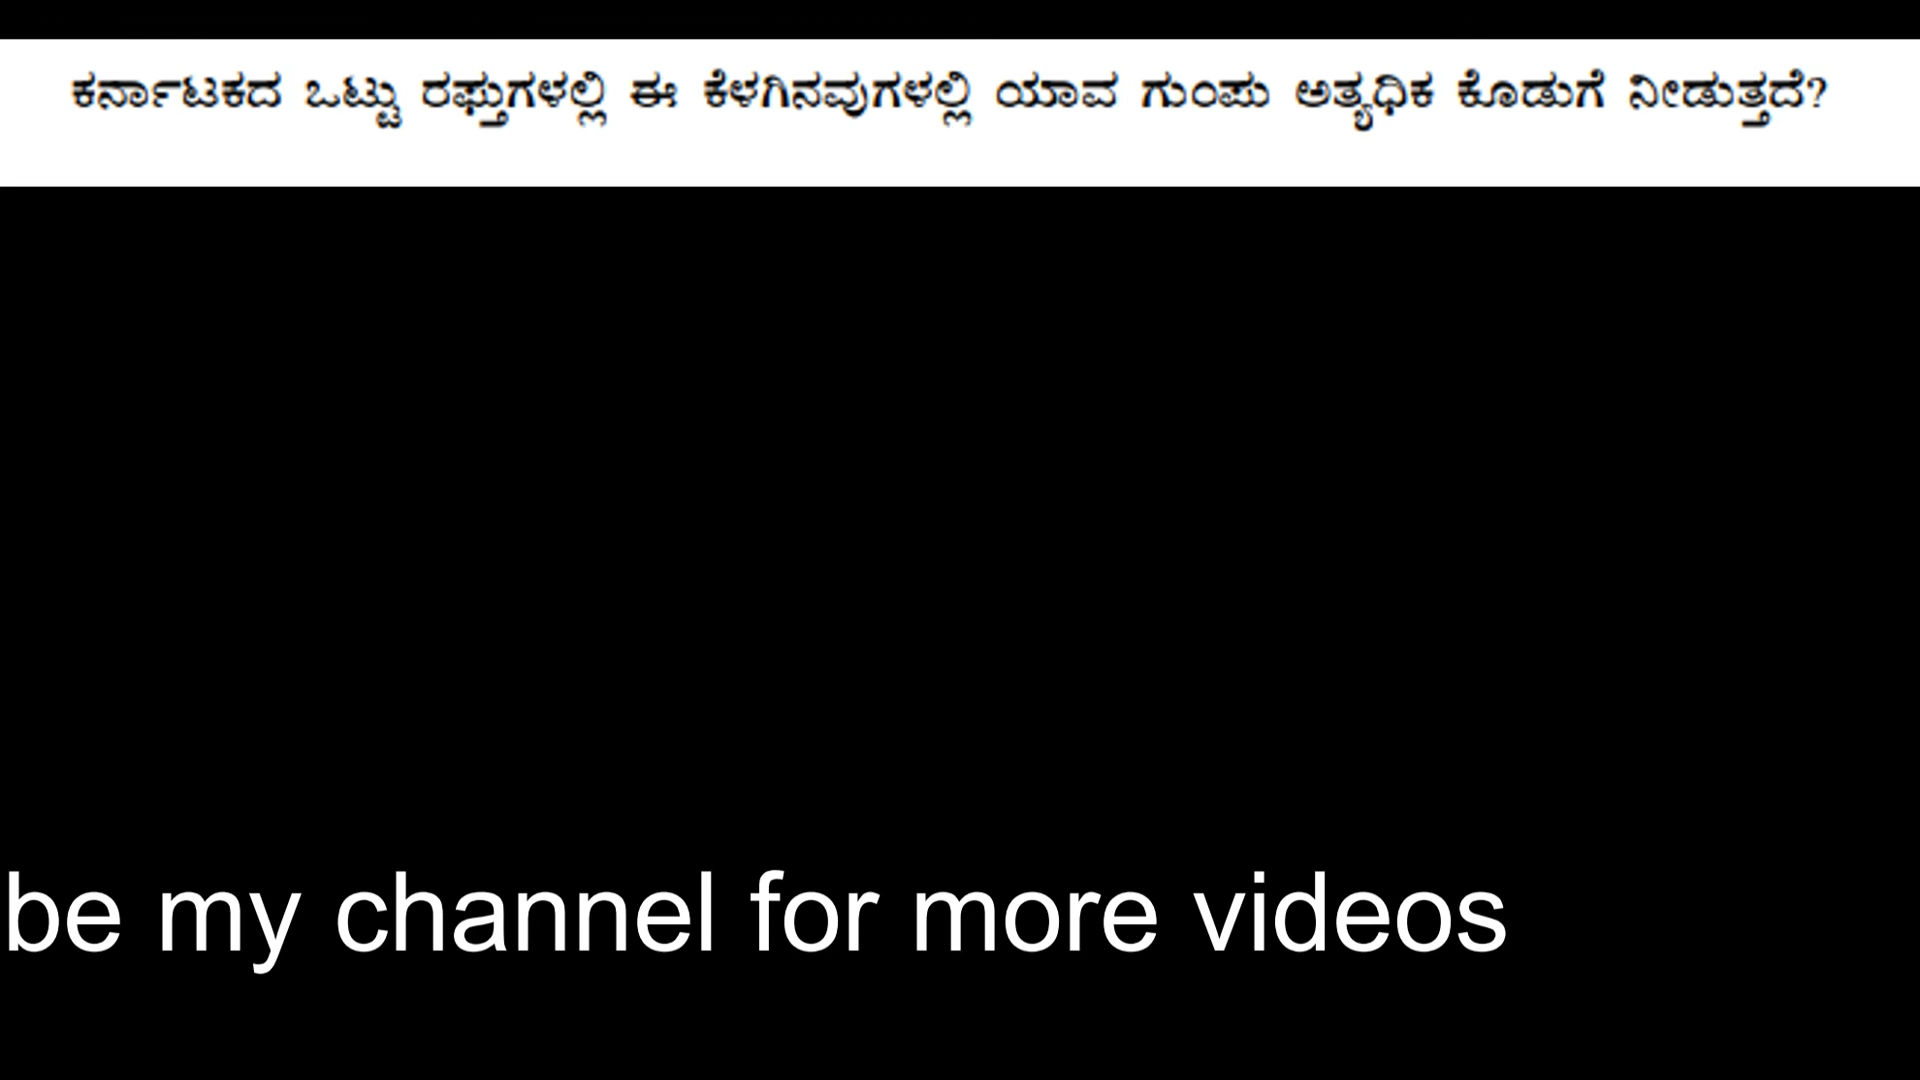 ಕರ್ನಾಟಕದ ಒಟ್ಟು ರಫ್ತುಗಳಲ್ಲಿ ಈ ಕೆಳಗಿನವುಗಳಲ್ಲಿ ಯಾವ ಗುಂಪು ಅತ್ಯಧಿಕ ಕೊಡುಗೆ ನೀಡುತ್ತದೆ?
be my channel for more videos